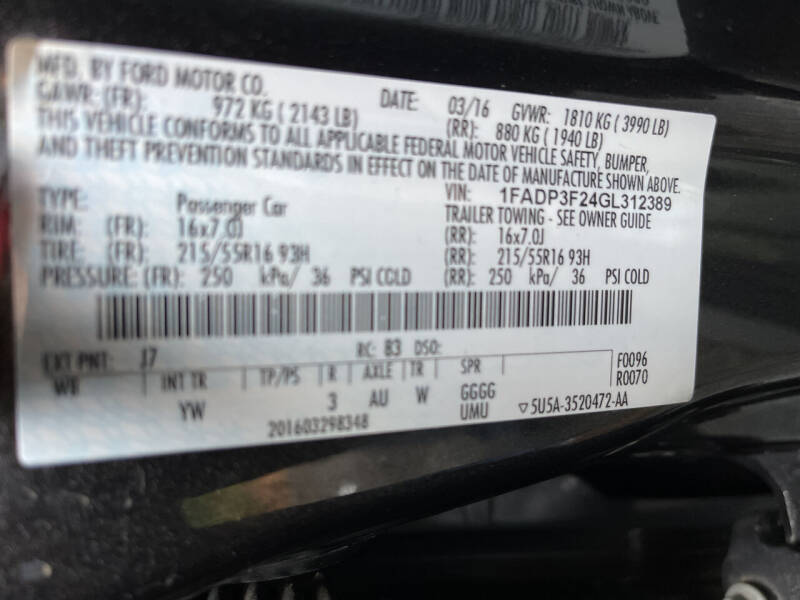 SHOWN ABOVE
MFD. BY FORD MOTOR CO. DATE: 03/16 GVWR: 1810 KG ( 3990 LB)
GAWR: (FR): 972 KG ( 2143 LB) (RR): 880 KG ( 1940 LB)
THIS VEHICLE CONFORMS TO ALL APPLICABLE FEDERAL MOTOR VEHICLE SAFETY, BUMPER,
AND THEFT PREVENTION STANDARDS IN EFFECT ON THE DATE OF MANUFACTURE SHOWN ABOVE.
TYPE: Passenger Car VIN: 1FADP3F24GL312389
TRAILER TOWING - SEE OWNER GUIDE
RIM: (FR): 16x7.0J (RR): 16x7.0J
TIRE: (FR): 215/55R16 93H (RR): 215/55R16 93H
PRESSURE: (FR): 250 kPa/ 36 PSI COLD (RR): 250 kPa/ 36 PSI COLD
EXT PNT: J7 RC: B3 DSO: F0096
WB INT TR TP/PS R AXLE TR SPR R0070
YW 3 AU W GGGG
UMU ▽5U5A-3520472-AA
201603298348